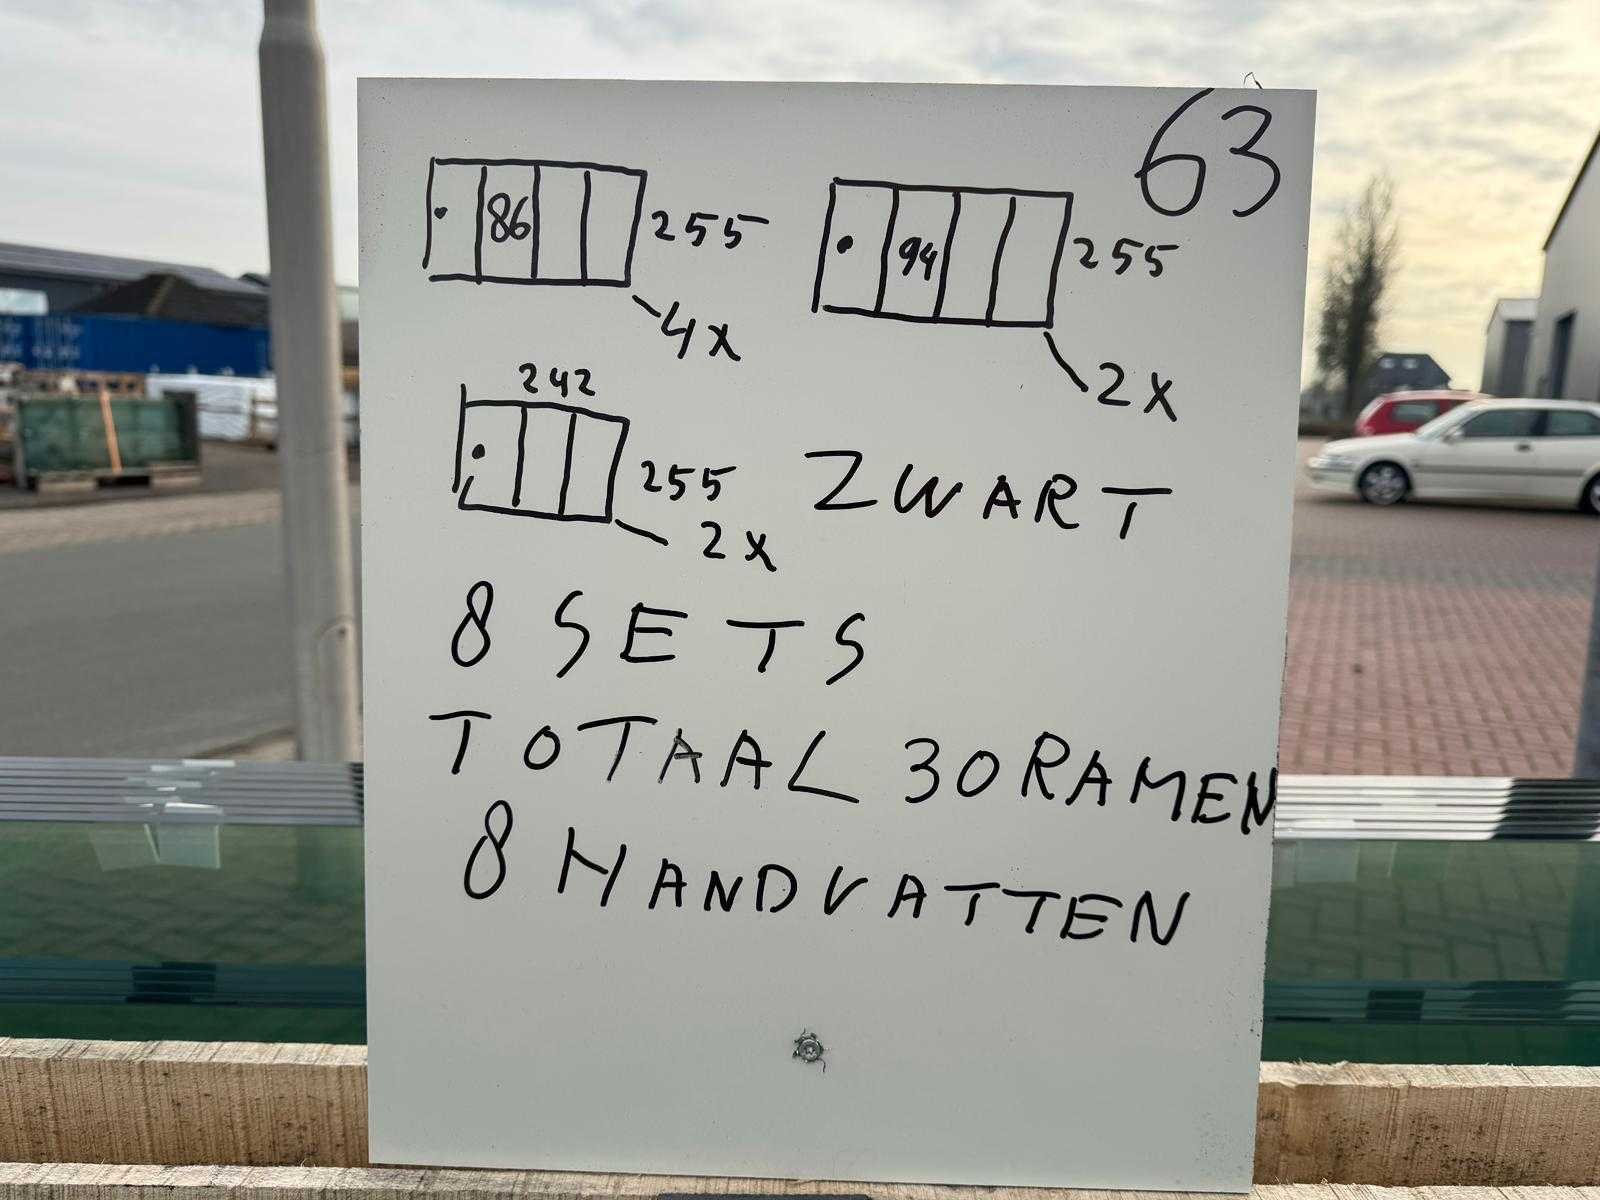 63
86 255
4x
94 255
2x
242
255
2x
ZWART
8 SETS
TOTAAL 30 RAMEN
8 HANDVATTEN